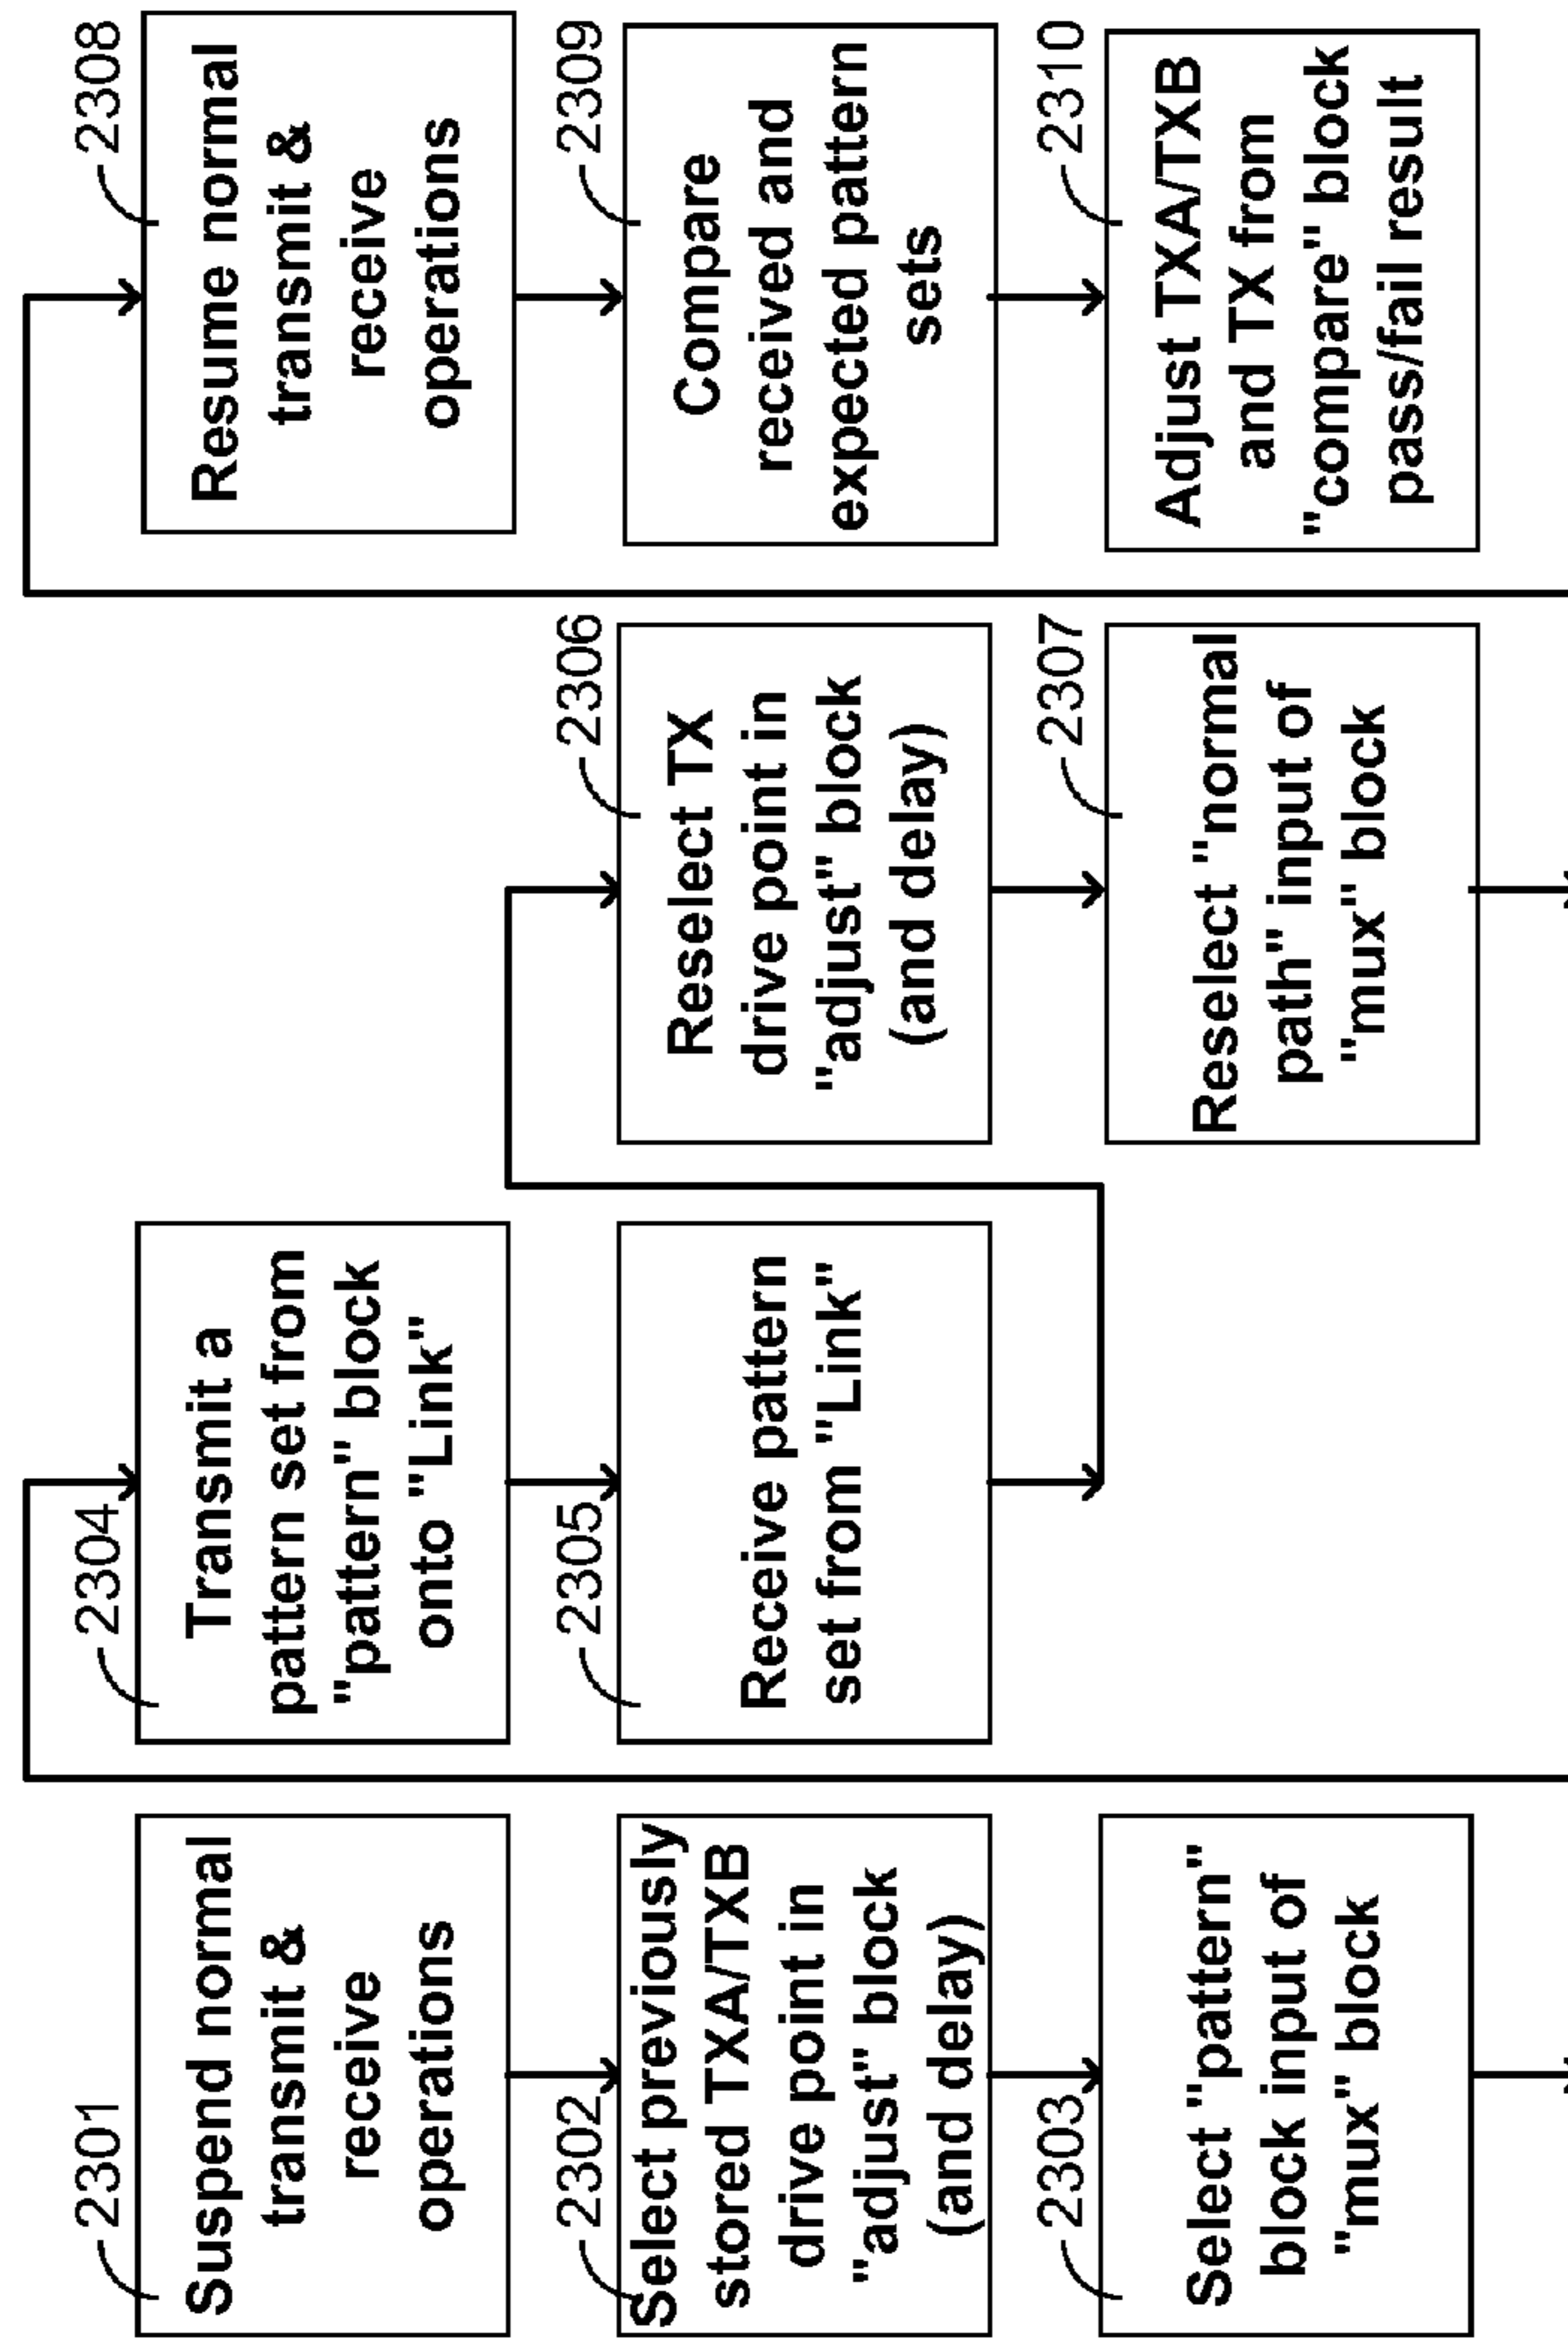 2301
Suspend normal
transmit &
receive
operations
2302
Select previously
stored TXA/TXB
drive point in
"adjust" block
(and delay)
2303
Select "pattern"
block input of
"mux" block
2304
Transmit a
pattern set from
"pattern" block
onto "Link"
2305
Receive pattern
set from "Link"
2306
Reselect TX
drive point in
"adjust" block
(and delay)
2307
Reselect "normal
path" input of
"mux" block
2308
Resume normal
transmit &
receive
operations
2309
Compare
received and
expected pattern
sets
2310
Adjust TXA/TXB
and TX from
"compare" block
pass/fail result